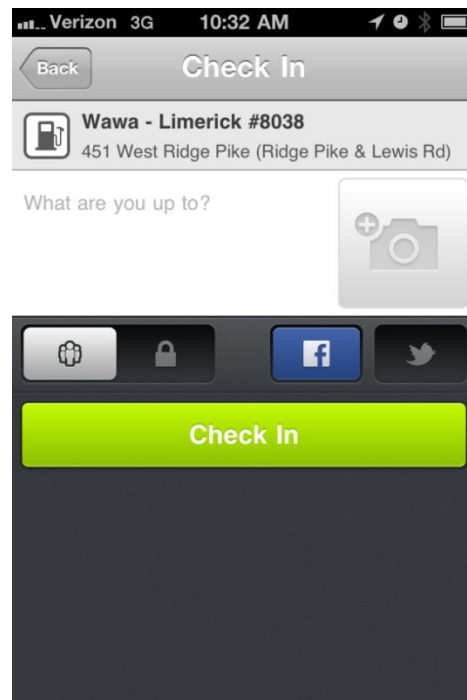 Verizon 3G 10:32 AM
Back Check In
Wawa - Limerick #8038
451 West Ridge Pike (Ridge Pike & Lewis Rd)
What are you up to?
f
Check In